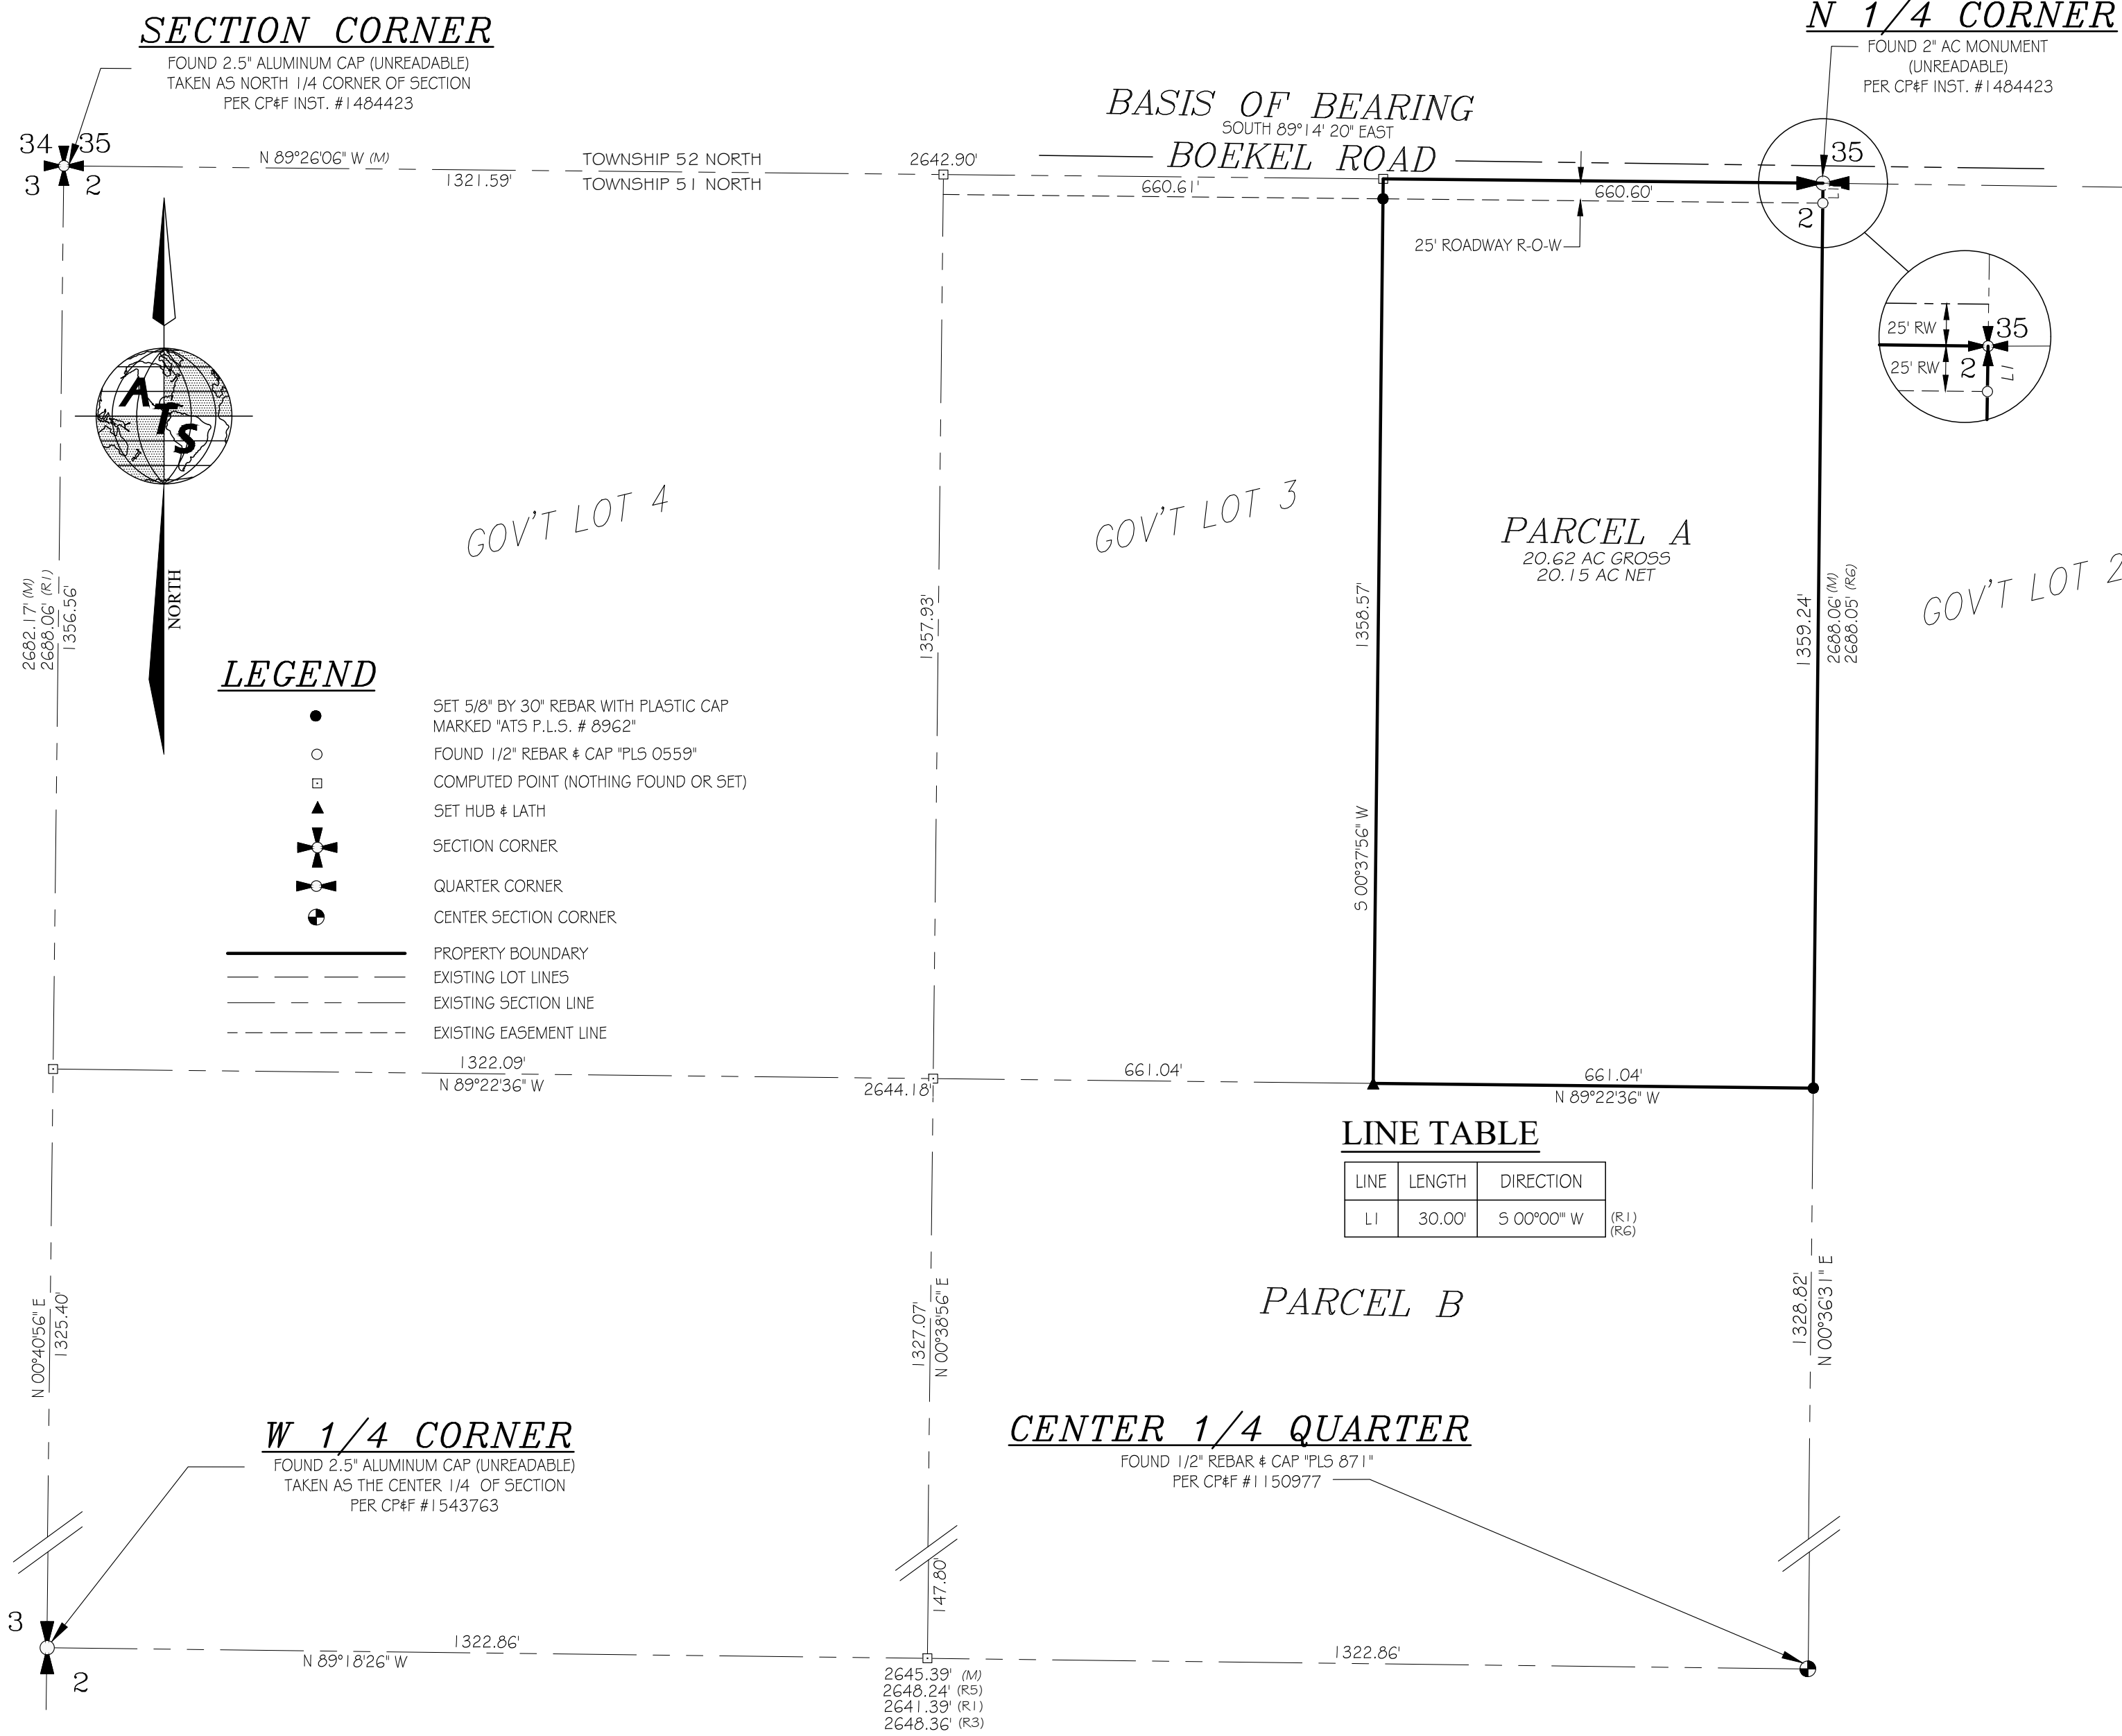 SECTION CORNER
FOUND 2.5" ALUMINUM CAP (UNREADABLE)
TAKEN AS NORTH 1/4 CORNER OF SECTION
PER CP&F INST. #1484423
N 1/4 CORNER
FOUND 2" AC MONUMENT
(UNREADABLE)
PER CP&F INST. #1484423
BASIS OF BEARING
SOUTH 89°14'20" EAST
BOEKEL ROAD
34 35
3 2
N 89°26'06" W (M)
1321.59'
TOWNSHIP 52 NORTH
TOWNSHIP 51 NORTH
2642.90'
660.61'
660.60'
25' ROADWAY R-O-W
35
L1
2
25' RW
35
25' RW
2
L1
A
T
S
NORTH
GOV'T LOT 4
GOV'T LOT 3
PARCEL A
20.62 AC GROSS
20.15 AC NET
GOV'T LOT 2
2682.17' (M)
2688.06' (R1)
1356.56'
1357.93'
1358.57'
S 00°37'56" W
1359.24'
2688.06' (M)
2688.05' (R6)
LEGEND
SET 5/8" BY 30" REBAR WITH PLASTIC CAP
MARKED "ATS P.L.S. # 8962"
FOUND 1/2" REBAR & CAP "PLS 0559"
COMPUTED POINT (NOTHING FOUND OR SET)
SET HUB & LATH
SECTION CORNER
QUARTER CORNER
CENTER SECTION CORNER
PROPERTY BOUNDARY
EXISTING LOT LINES
EXISTING SECTION LINE
EXISTING EASEMENT LINE
1322.09'
N 89°22'36" W
2644.18'
661.04'
661.04'
N 89°22'36" W
LINE TABLE
LINE LENGTH DIRECTION
L1 30.00' S 00°00'" W (R1)
(R6)
PARCEL B
N 00°40'56" E
1325.40'
1327.07'
N 00°38'56" E
1328.82'
N 00°36'31" E
W 1/4 CORNER
FOUND 2.5" ALUMINUM CAP (UNREADABLE)
TAKEN AS THE CENTER 1/4 OF SECTION
PER CP&F #1543763
CENTER 1/4 QUARTER
FOUND 1/2" REBAR & CAP "PLS 871"
PER CP&F #1150977
147.80'
3
2
1322.86'
N 89°18'26" W
1322.86'
2645.39' (M)
2648.24' (R5)
2641.39' (R1)
2648.36' (R3)